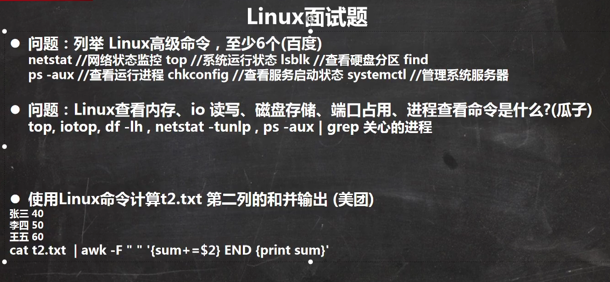 Linux面试题
● 问题：列举 Linux高级命令，至少6个(百度)
netstat //网络状态监控 top //系统运行状态 lsblk //查看硬盘分区 find
ps -aux //查看运行进程 chkconfig //查看服务启动状态 systemctl //管理系统服务器
● 问题：Linux查看内存、io 读写、磁盘存储、端口占用、进程查看命令是什么?(瓜子)
top, iotop, df -lh , netstat -tunlp , ps -aux | grep 关心的进程
● 使用Linux命令计算t2.txt 第二列的和并输出 (美团)
张三 40
李四 50
王五 60
cat t2.txt | awk -F " " '{sum+=$2} END {print sum}'